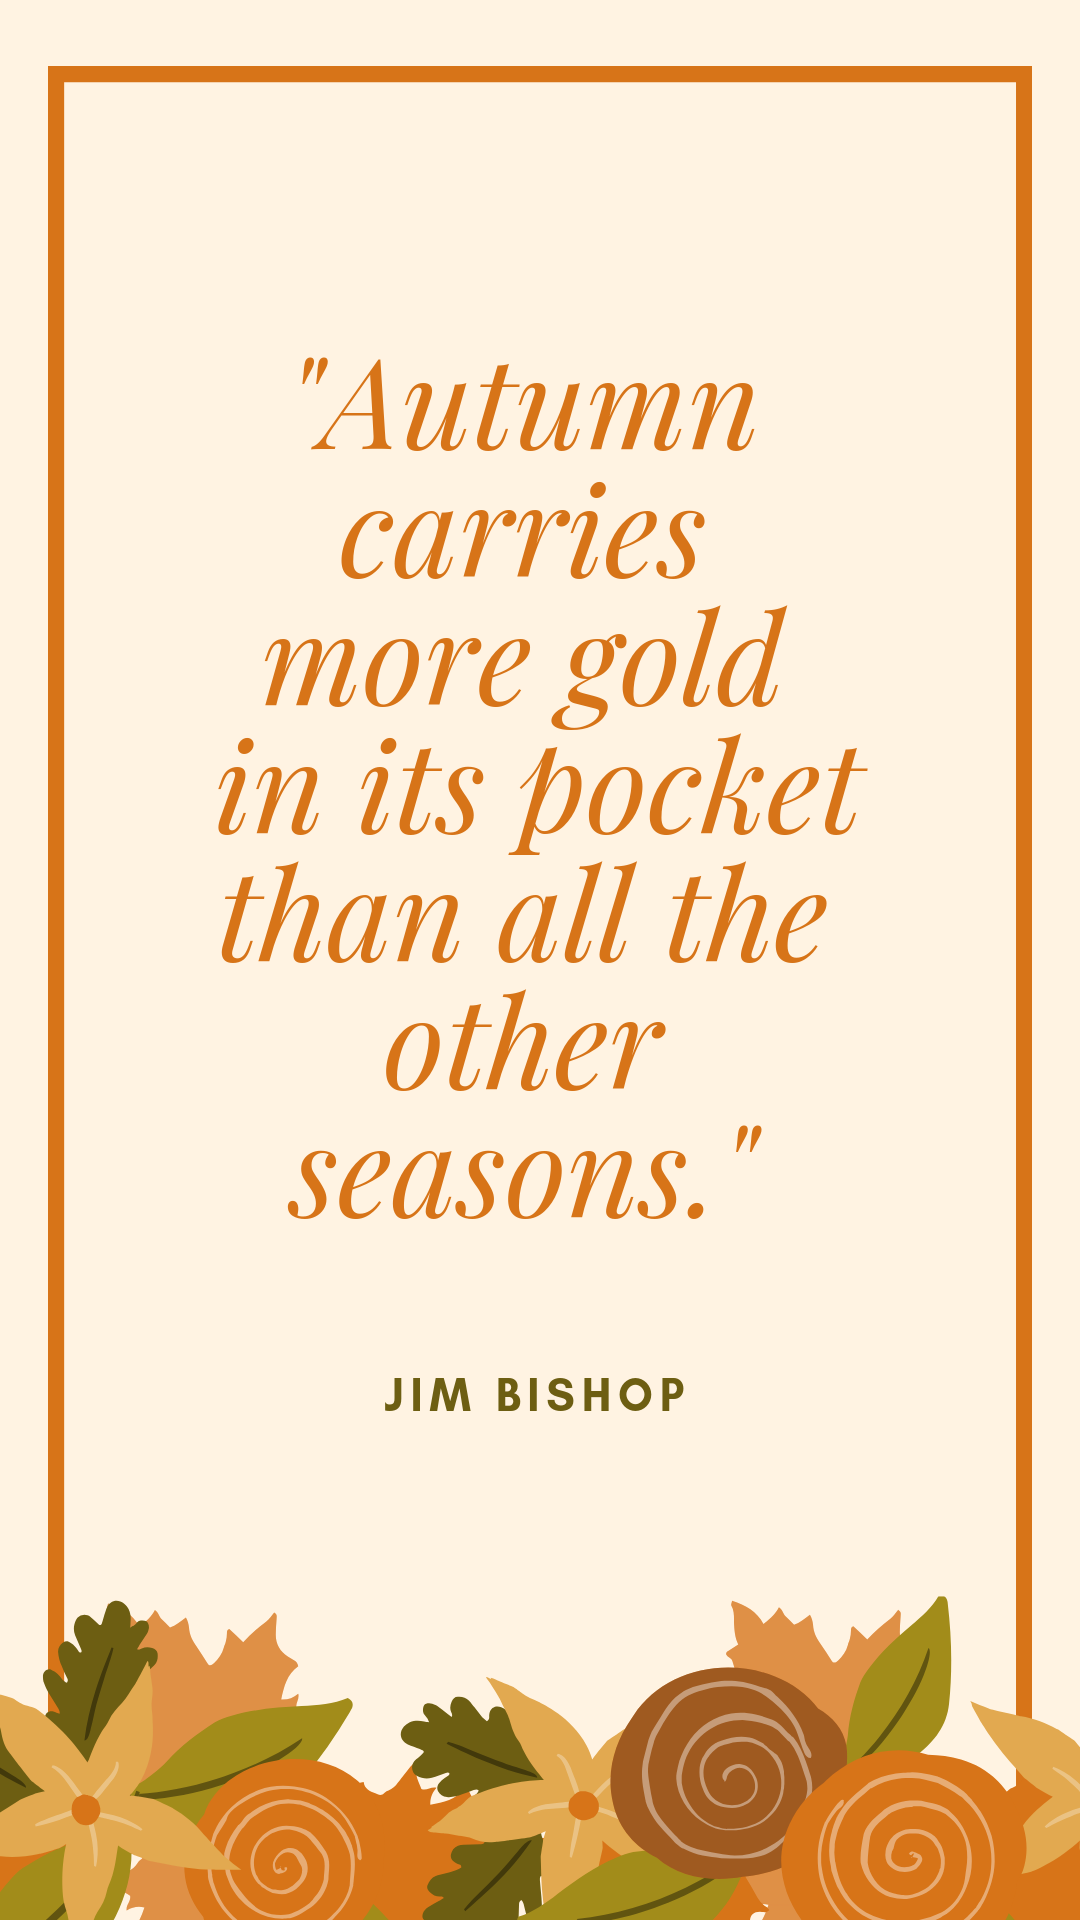 "Autumn
carries
more gold
in its pocket
than all the
other
seasons."
JIM BISHOP